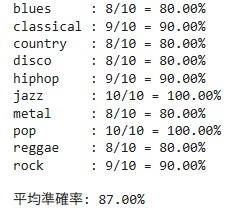 blues     : 8/10 = 80.00%
classical : 9/10 = 90.00%
country   : 8/10 = 80.00%
disco     : 8/10 = 80.00%
hiphop    : 9/10 = 90.00%
jazz      : 10/10 = 100.00%
metal     : 8/10 = 80.00%
pop       : 10/10 = 100.00%
reggae    : 8/10 = 80.00%
rock      : 9/10 = 90.00%
平均準確率: 87.00%